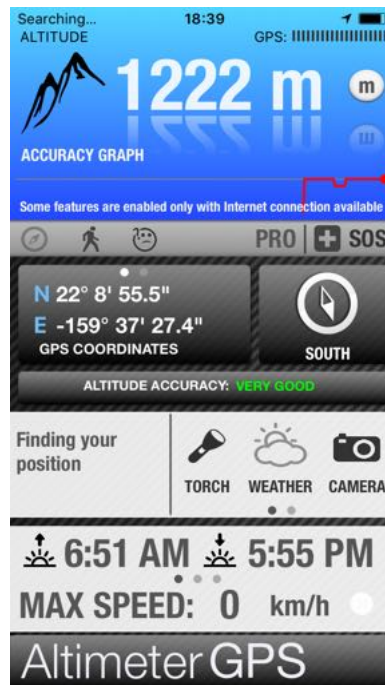 Searching...
18:39
ALTITUDE
GPS:
1222 m
m
ACCURACY GRAPH
Some features are enabled only with Internet connection available
PRO
SOS
N 22° 8' 55.5"
E -159° 37' 27.4"
GPS COORDINATES
SOUTH
ALTITUDE ACCURACY: VERY GOOD
Finding your
position
TORCH
WEATHER
CAMERA
6:51 AM
5:55 PM
MAX SPEED: 0 km/h
Altimeter GPS